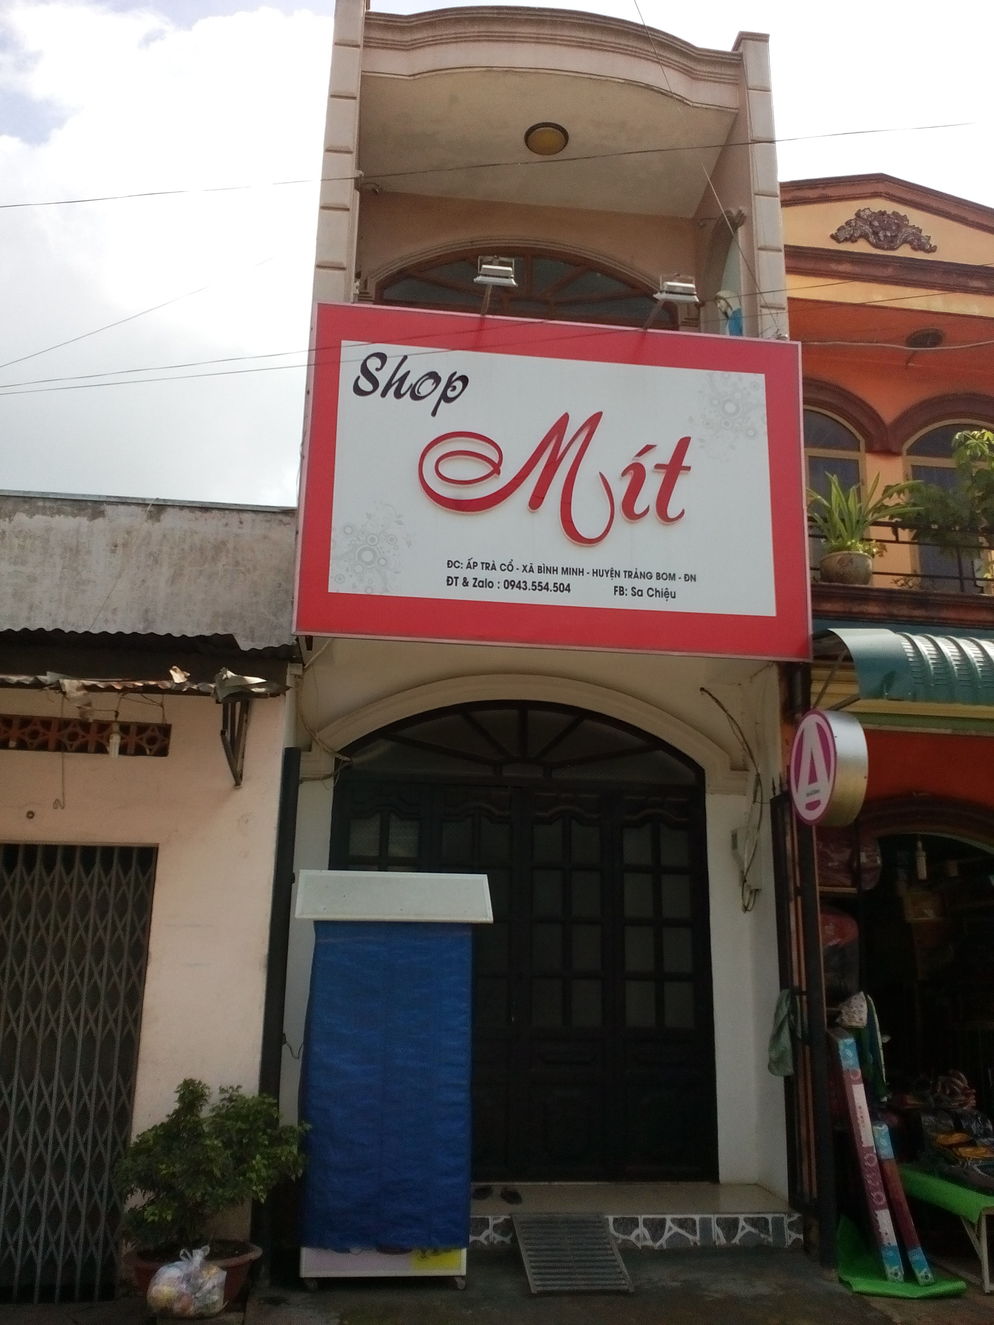 Shop
Mít
ĐC: ẤP TRÀ CỔ - XÃ BÌNH MINH - HUYỆN TRẢNG BOM - ĐN
ĐT & Zalo : 0943.554.504 FB: Sa Chiệu